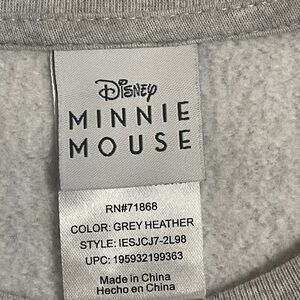 Disney
MINNIE
MOUSE
RN#71868
COLOR: GREY HEATHER
STYLE: IESJCJ7-2L98
UPC: 195932199363
Made in China
Hecho en China